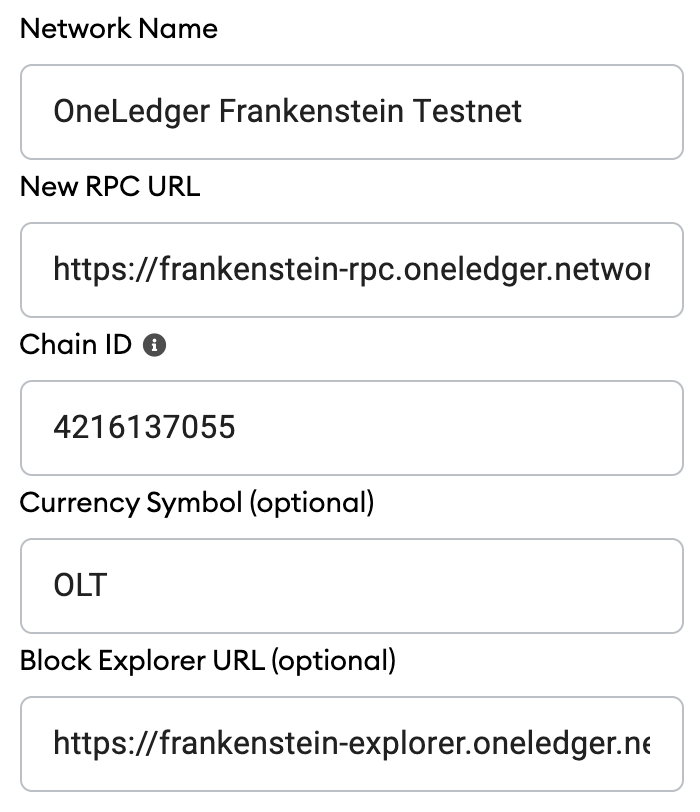 Network Name
OneLedger Frankenstein Testnet
New RPC URL
https://frankenstein-rpc.oneledger.networ
Chain ID
4216137055
Currency Symbol (optional)
OLT
Block Explorer URL (optional)
https://frankenstein-explorer.oneledger.ne